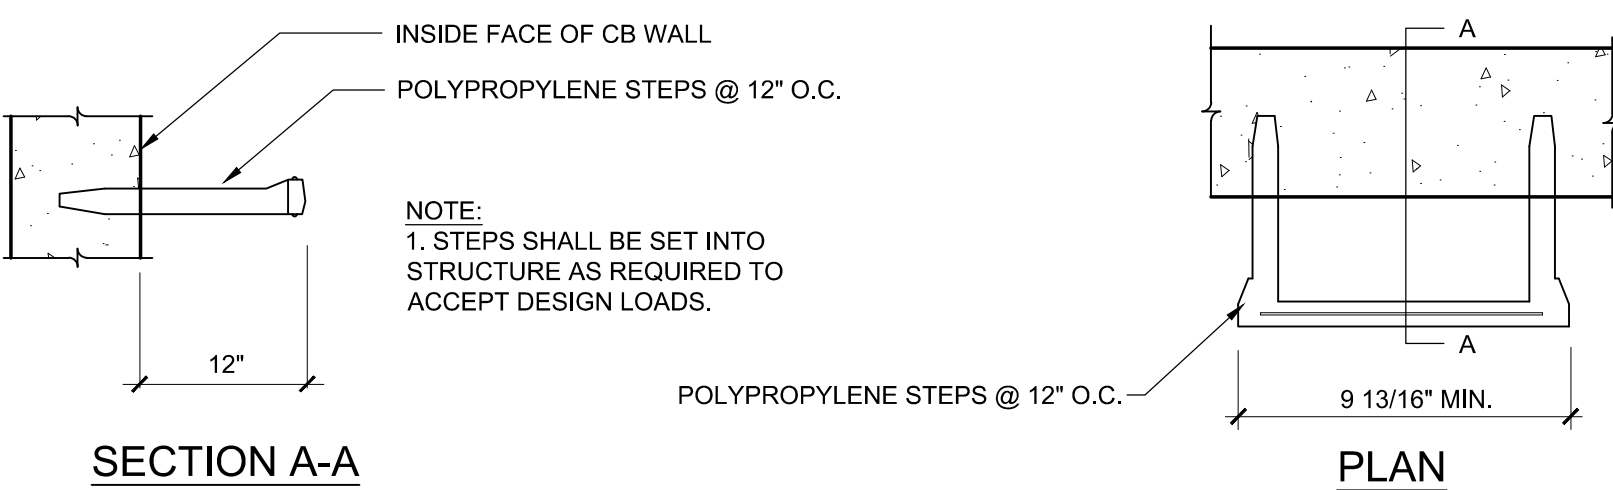 INSIDE FACE OF CB WALL
POLYPROPYLENE STEPS @ 12" O.C.
NOTE:
1. STEPS SHALL BE SET INTO
STRUCTURE AS REQUIRED TO
ACCEPT DESIGN LOADS.
12"
SECTION A-A
A
A
POLYPROPYLENE STEPS @ 12" O.C.
9 13/16" MIN.
PLAN